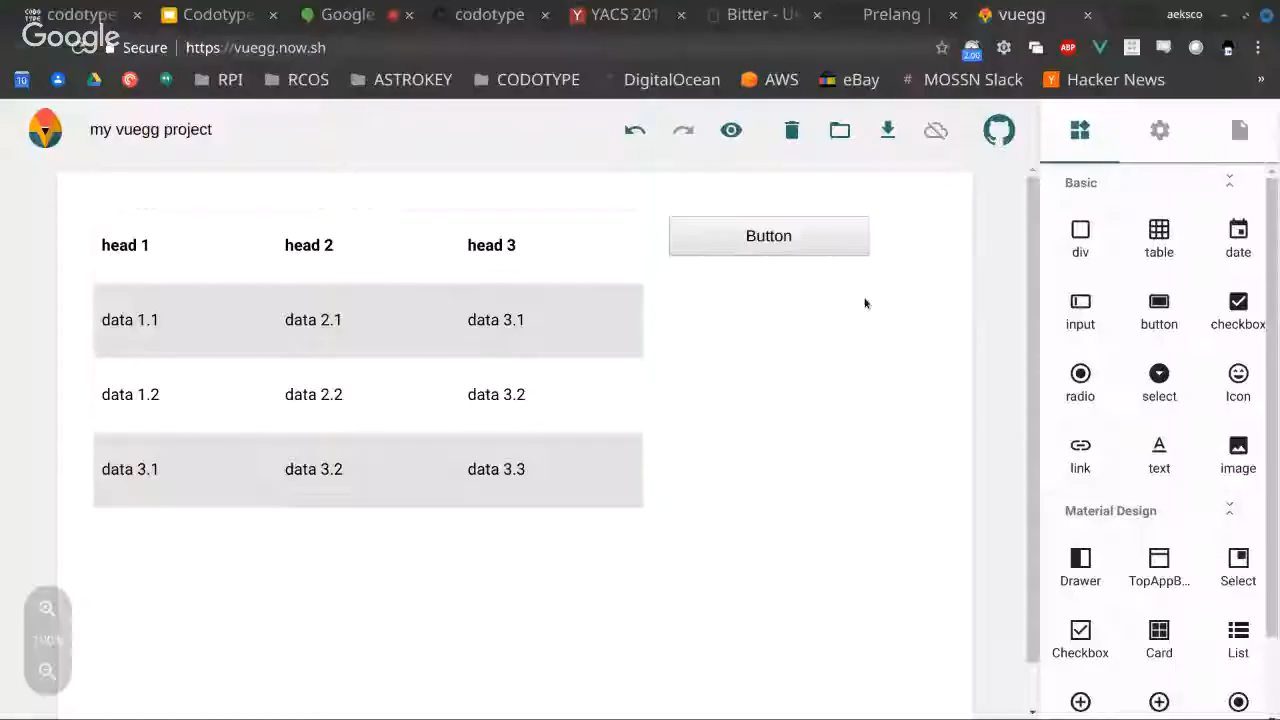 codotype
Codotype
Google
codotype
YACS 201
Bitter - U
Prelang |
vuegg
aeksco
Google
Secure
https://vuegg.now.sh
2.00
ABP
10
RPI
RCOS
ASTROKEY
CODOTYPE
DigitalOcean
AWS
eBay
# MOSSN Slack
Y Hacker News
»
my vuegg project
head 1 head 2 head 3
Button
data 1.1 data 2.1 data 3.1
data 1.2 data 2.2 data 3.2
data 3.1 data 3.2 data 3.3
Basic
div table date
input button checkbox
radio select Icon
link text image
Material Design
Drawer TopAppB... Select
Checkbox Card List